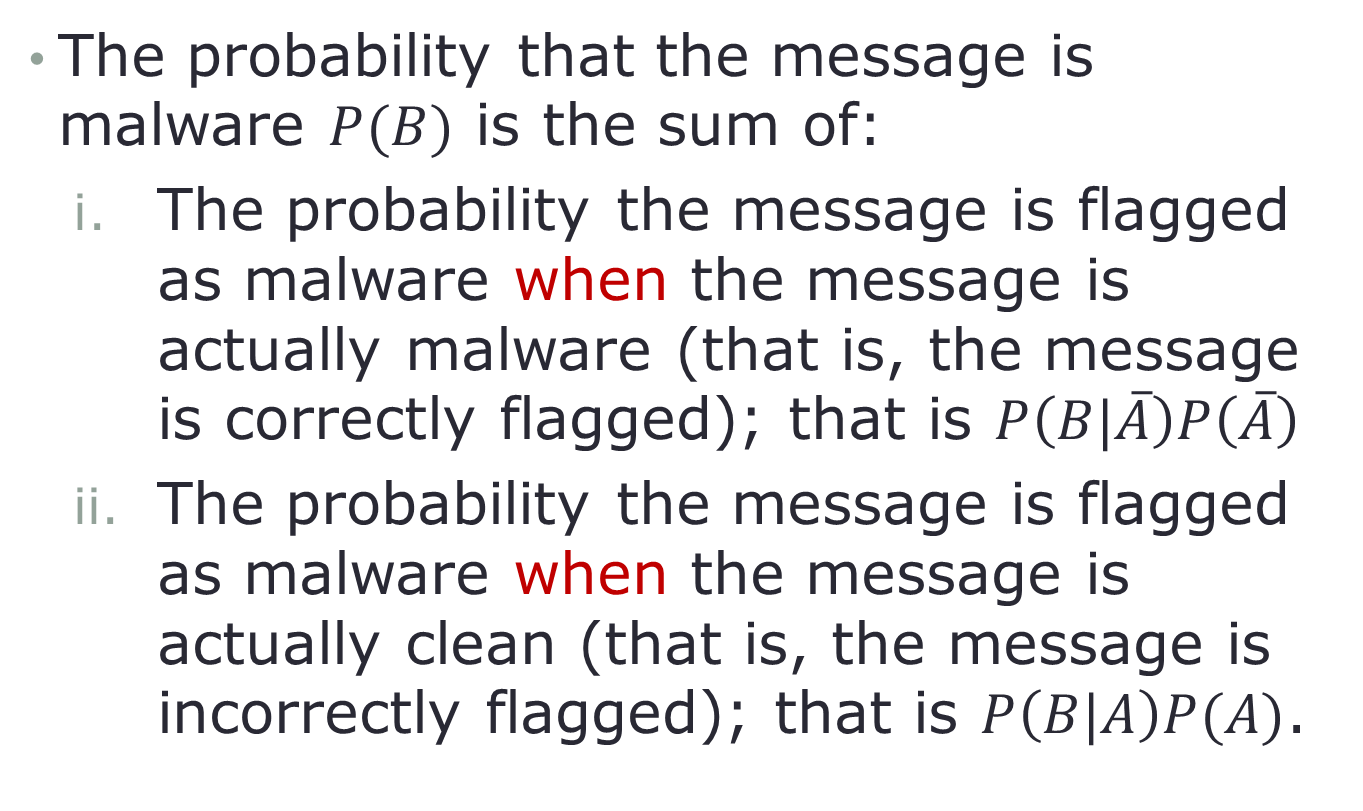 • The probability that the message is
malware P(B) is the sum of:
i. The probability the message is flagged
as malware when the message is
actually malware (that is, the message
is correctly flagged); that is P(B|Ā)P(Ā)
ii. The probability the message is flagged
as malware when the message is
actually clean (that is, the message is
incorrectly flagged); that is P(B|A)P(A).